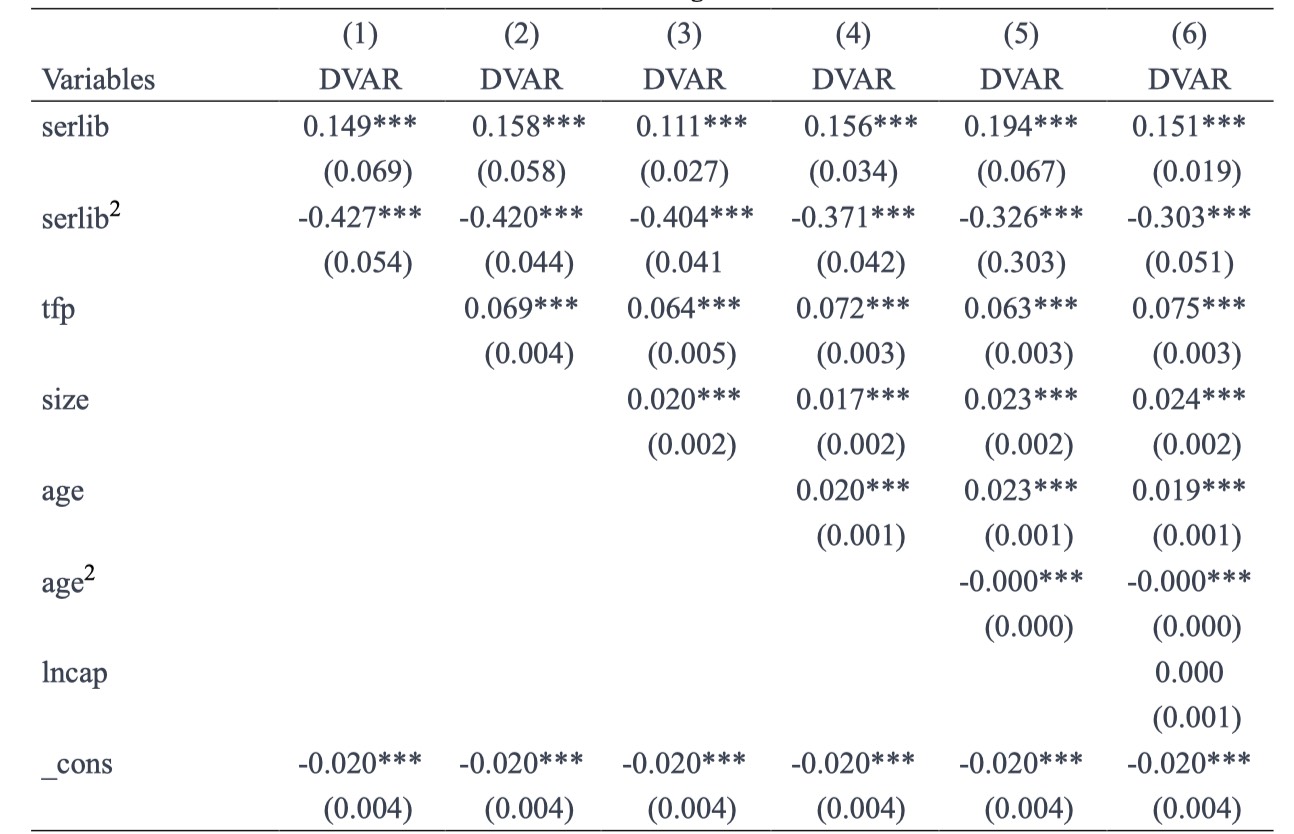 (1) (2) (3) (4) (5) (6)
Variables DVAR DVAR DVAR DVAR DVAR DVAR
serlib 0.149*** 0.158*** 0.111*** 0.156*** 0.194*** 0.151***
(0.069) (0.058) (0.027) (0.034) (0.067) (0.019)
serlib² -0.427*** -0.420*** -0.404*** -0.371*** -0.326*** -0.303***
(0.054) (0.044) (0.041 (0.042) (0.303) (0.051)
tfp 0.069*** 0.064*** 0.072*** 0.063*** 0.075***
(0.004) (0.005) (0.003) (0.003) (0.003)
size 0.020*** 0.017*** 0.023*** 0.024***
(0.002) (0.002) (0.002) (0.002)
age 0.020*** 0.023*** 0.019***
(0.001) (0.001) (0.001)
age² -0.000*** -0.000***
(0.000) (0.000)
lncap 0.000
(0.001)
_cons -0.020*** -0.020*** -0.020*** -0.020*** -0.020*** -0.020***
(0.004) (0.004) (0.004) (0.004) (0.004) (0.004)